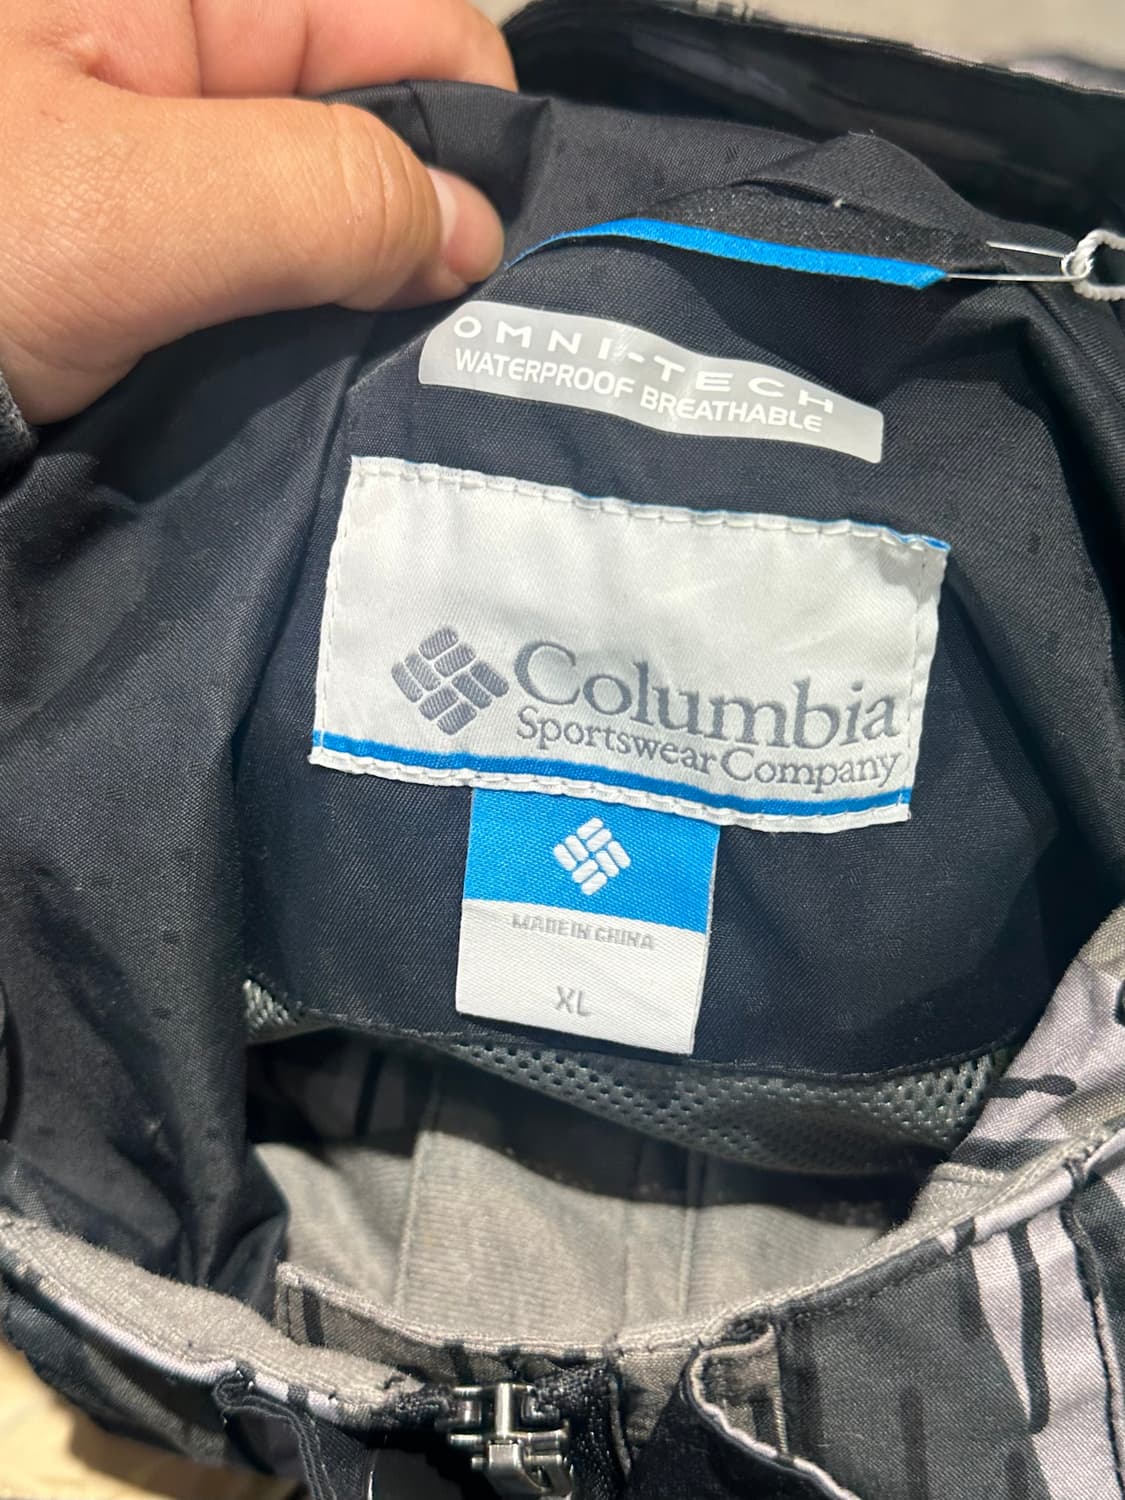 OMNI-TECH
WATERPROOF BREATHABLE
Columbia
Sportswear Company
MADE IN CHINA
XL